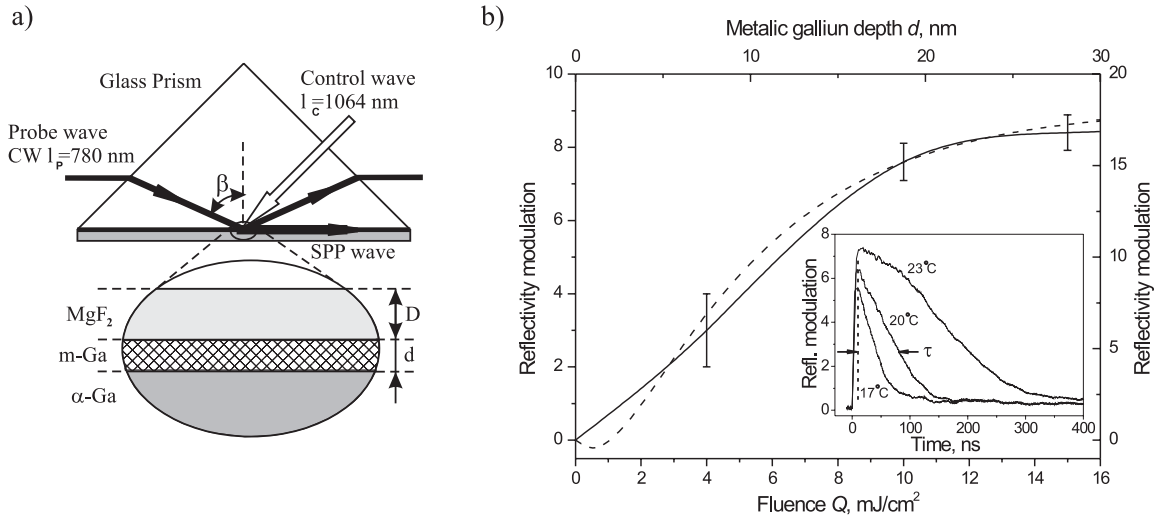 a)
Glass Prism
Control wave
l_C=1064 nm
Probe wave
CW l_P=780 nm
β
SPP wave
MgF2
D
m-Ga
d
α-Ga
b)
Metalic galliun depth d, nm
0 10 20 30
10
8
6
4
2
0
Reflectivity modulation
20
15
10
5
0
Reflectivity modulation
0 2 4 6 8 10 12 14 16
Fluence Q, mJ/cm²
8
6
4
2
0
Refl. modulation
23°C
20°C
τ
17°C
0 100 200 300 400
Time, ns